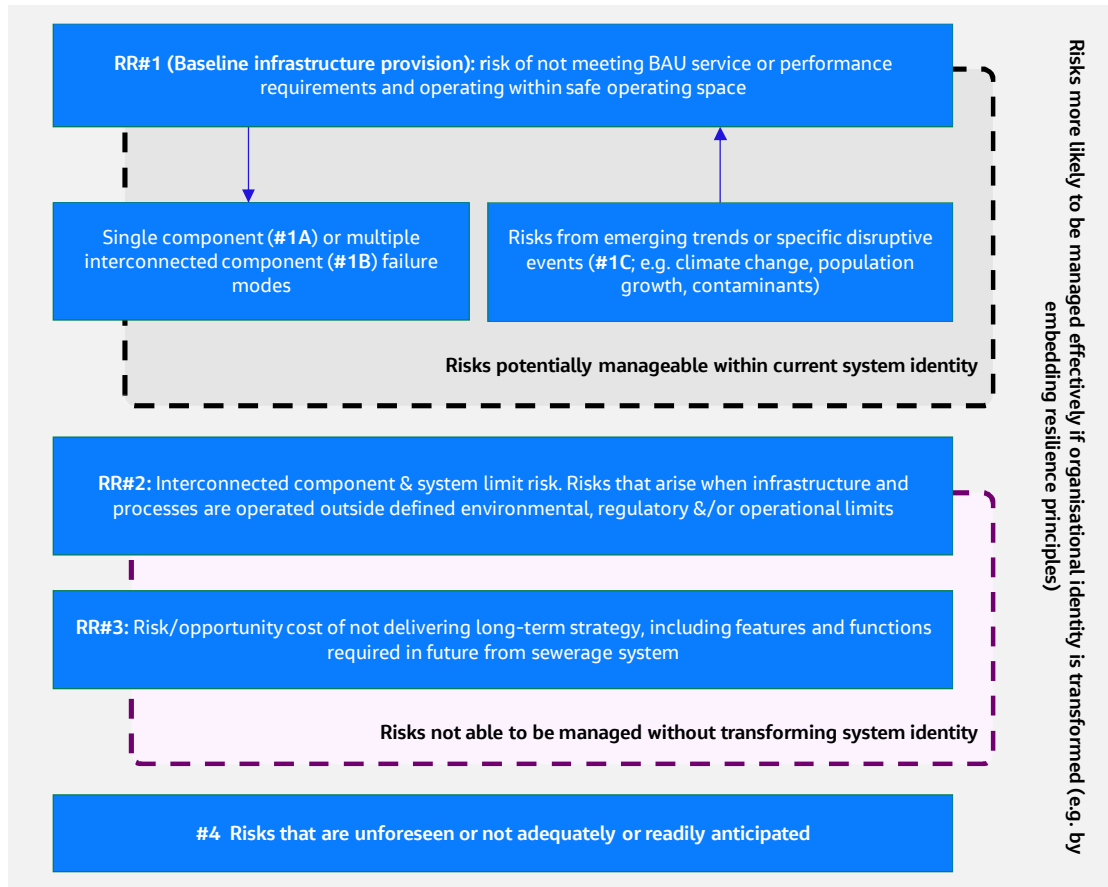 RR#1 (Baseline infrastructure provision): risk of not meeting BAU service or performance
requirements and operating within safe operating space
Single component (#1A) or multiple
interconnected component (#1B) failure
modes
Risks from emerging trends or specific disruptive
events (#1C; e.g. climate change, population
growth, contaminants)
Risks potentially manageable within current system identity
RR#2: Interconnected component & system limit risk. Risks that arise when infrastructure and
processes are operated outside defined environmental, regulatory &/or operational limits
RR#3: Risk/opportunity cost of not delivering long-term strategy, including features and functions
required in future from sewerage system
Risks not able to be managed without transforming system identity
#4 Risks that are unforeseen or not adequately or readily anticipated
Risks more likely to be managed effectively if organisational identity is transformed (e.g. by
embedding resilience principles)